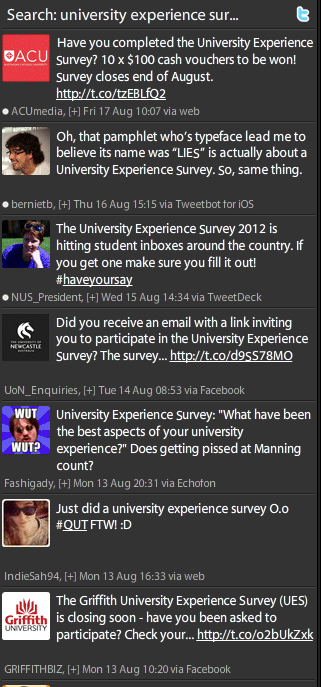 Search: university experience sur...
ACU
Have you completed the University Experience
Survey? 10 x $100 cash vouchers to be won!
Survey closes end of August.
http://t.co/tzEBLfQ2
ACUmedia, [+] Fri 17 Aug 10:07 via web
Oh, that pamphlet who's typeface lead me to
believe its name was "LIES" is actually about a
University Experience Survey. So, same thing.
bernietb, [+] Thu 16 Aug 15:15 via Tweetbot for iOS
The University Experience Survey 2012 is
hitting student inboxes around the country. If
you get one make sure you fill it out!
#haveyoursay
NUS_President, [+] Wed 15 Aug 14:34 via TweetDeck
THE UNIVERSITY OF
NEWCASTLE
AUSTRALIA
Did you receive an email with a link inviting
you to participate in the University Experience
Survey? The survey... http://t.co/d9SS78MO
UoN_Enquiries, [+] Tue 14 Aug 08:53 via Facebook
WUT
WUT?
University Experience Survey: "What have been
the best aspects of your university
experience?" Does getting pissed at Manning
count?
Fashigady, [+] Mon 13 Aug 20:31 via Echofon
Just did a university experience survey O.o
#QUT FTW! :D
IndieSah94, [+] Mon 13 Aug 16:33 via web
Griffith
UNIVERSITY
The Griffith University Experience Survey (UES)
is closing soon - have you been asked to
participate? Check your... http://t.co/o2bUkZxk
GRIFFITHBIZ, [+] Mon 13 Aug 10:20 via Facebook